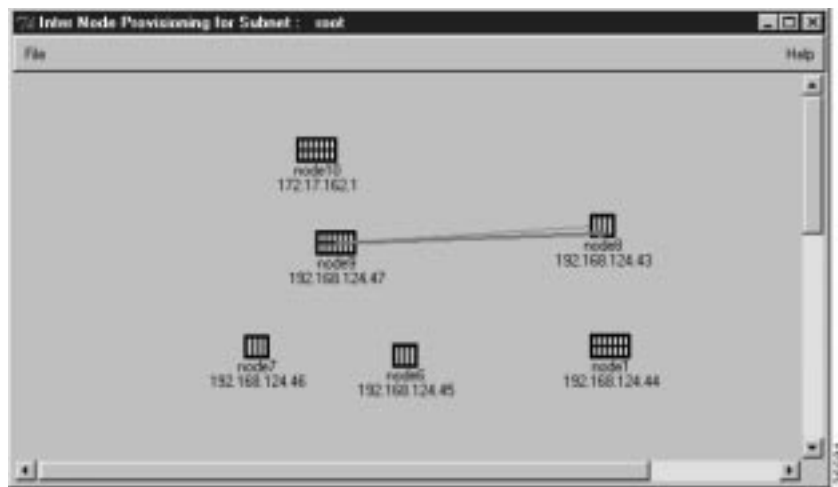 Inter Node Provisioning for Subnet : root
File Help
node10
172.17.162.1
node9
192.168.124.47
node8
192.168.124.43
node7
192.168.124.46
node6
192.168.124.45
node1
192.168.124.44